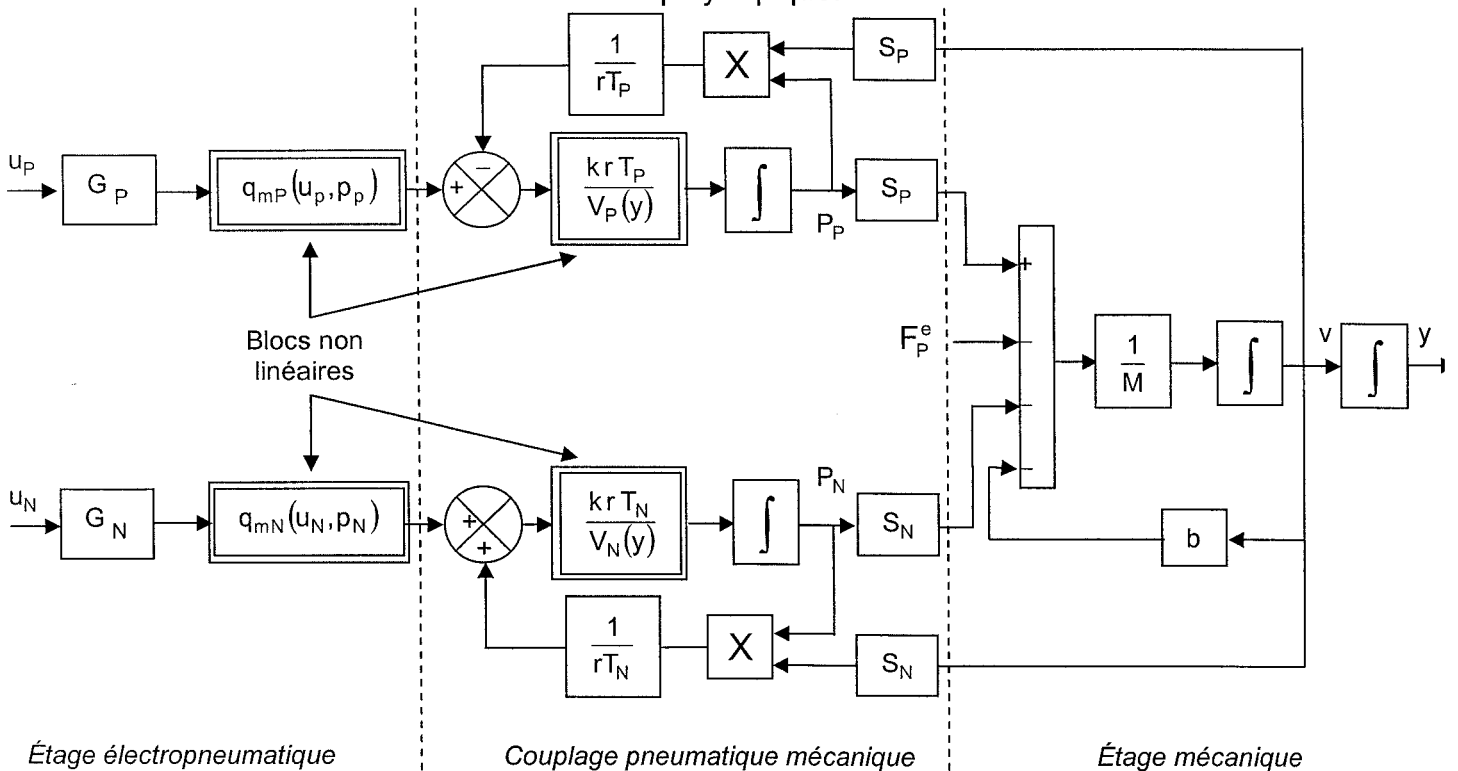 S_P
1
rT_P
X
u_P
G_P
q_mP(u_p,p_p)
+
−
k r T_P
V_P(y)
∫
P_P
S_P
+
Blocs non
linéaires
F_P^e
−
1
M
∫
v
∫
y
−
−
u_N
G_N
q_mN(u_N,p_N)
+
+
k r T_N
V_N(y)
∫
P_N
S_N
b
1
rT_N
X
S_N
Étage électropneumatique
Couplage pneumatique mécanique
Étage mécanique